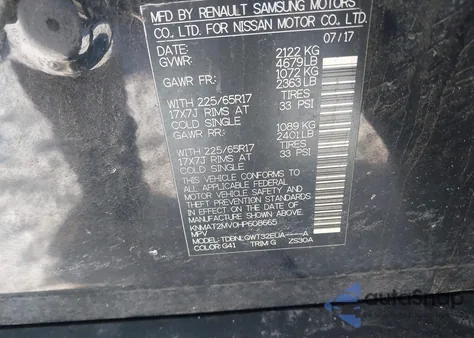 MFD BY RENAULT SAMSUNG MOTORS
CO. LTD. FOR NISSAN MOTOR CO. LTD.
DATE: 07/17
GVWR: 2122 KG
4679 LB
GAWR FR: 1072 KG
2363 LB
WITH 225/65R17 TIRES
17X7J RIMS AT 33 PSI
COLD SINGLE
GAWR RR: 1089 KG
2401 LB
WITH 225/65R17 TIRES
17X7J RIMS AT 33 PSI
COLD SINGLE
THIS VEHICLE CONFORMS TO
ALL APPLICABLE FEDERAL
MOTOR VEHICLE SAFETY AND
THEFT PREVENTION STANDARDS
IN EFFECT ON THE DATE OF
MANUFACTURE SHOWN ABOVE.
KNMAT2MV0HP608665
MPV
MODEL: TDBNLQWT32EUA-----A
COLOR: G41 TRIM: G ZS30A
autoSnap